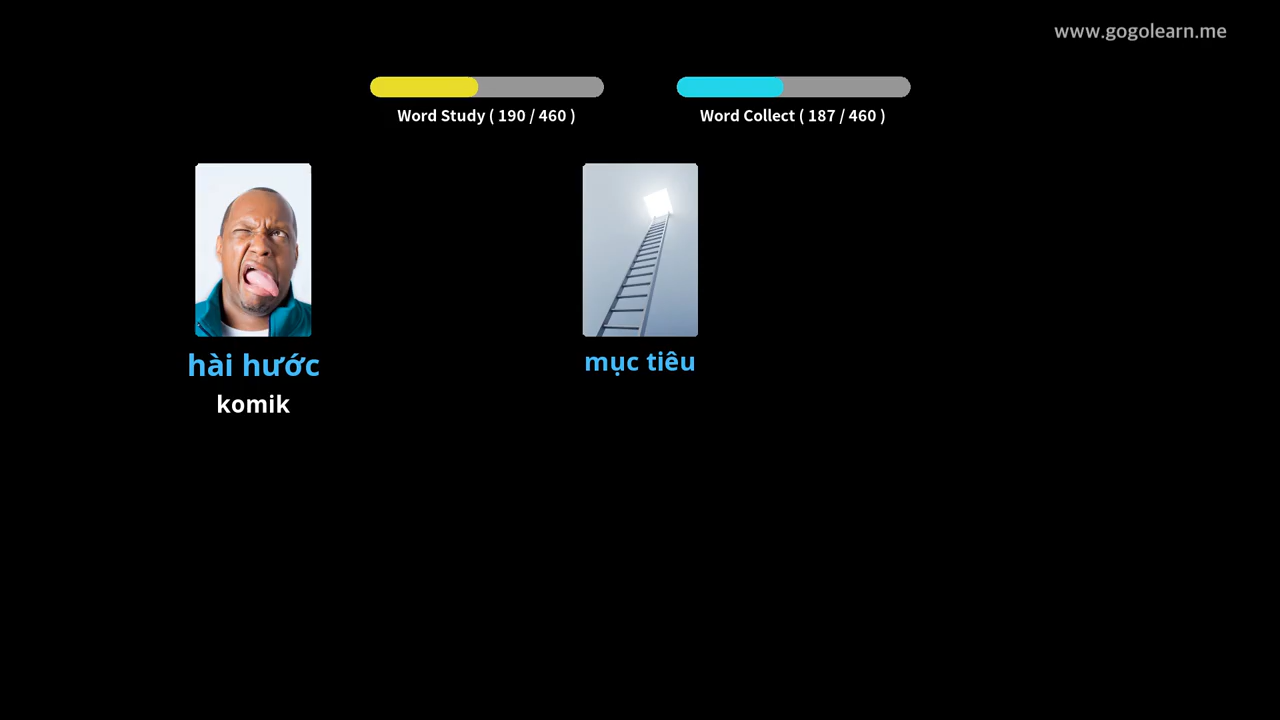 www.gogolearn.me
Word Study ( 190 / 460 )
Word Collect ( 187 / 460 )
hài hước
komik
mục tiêu